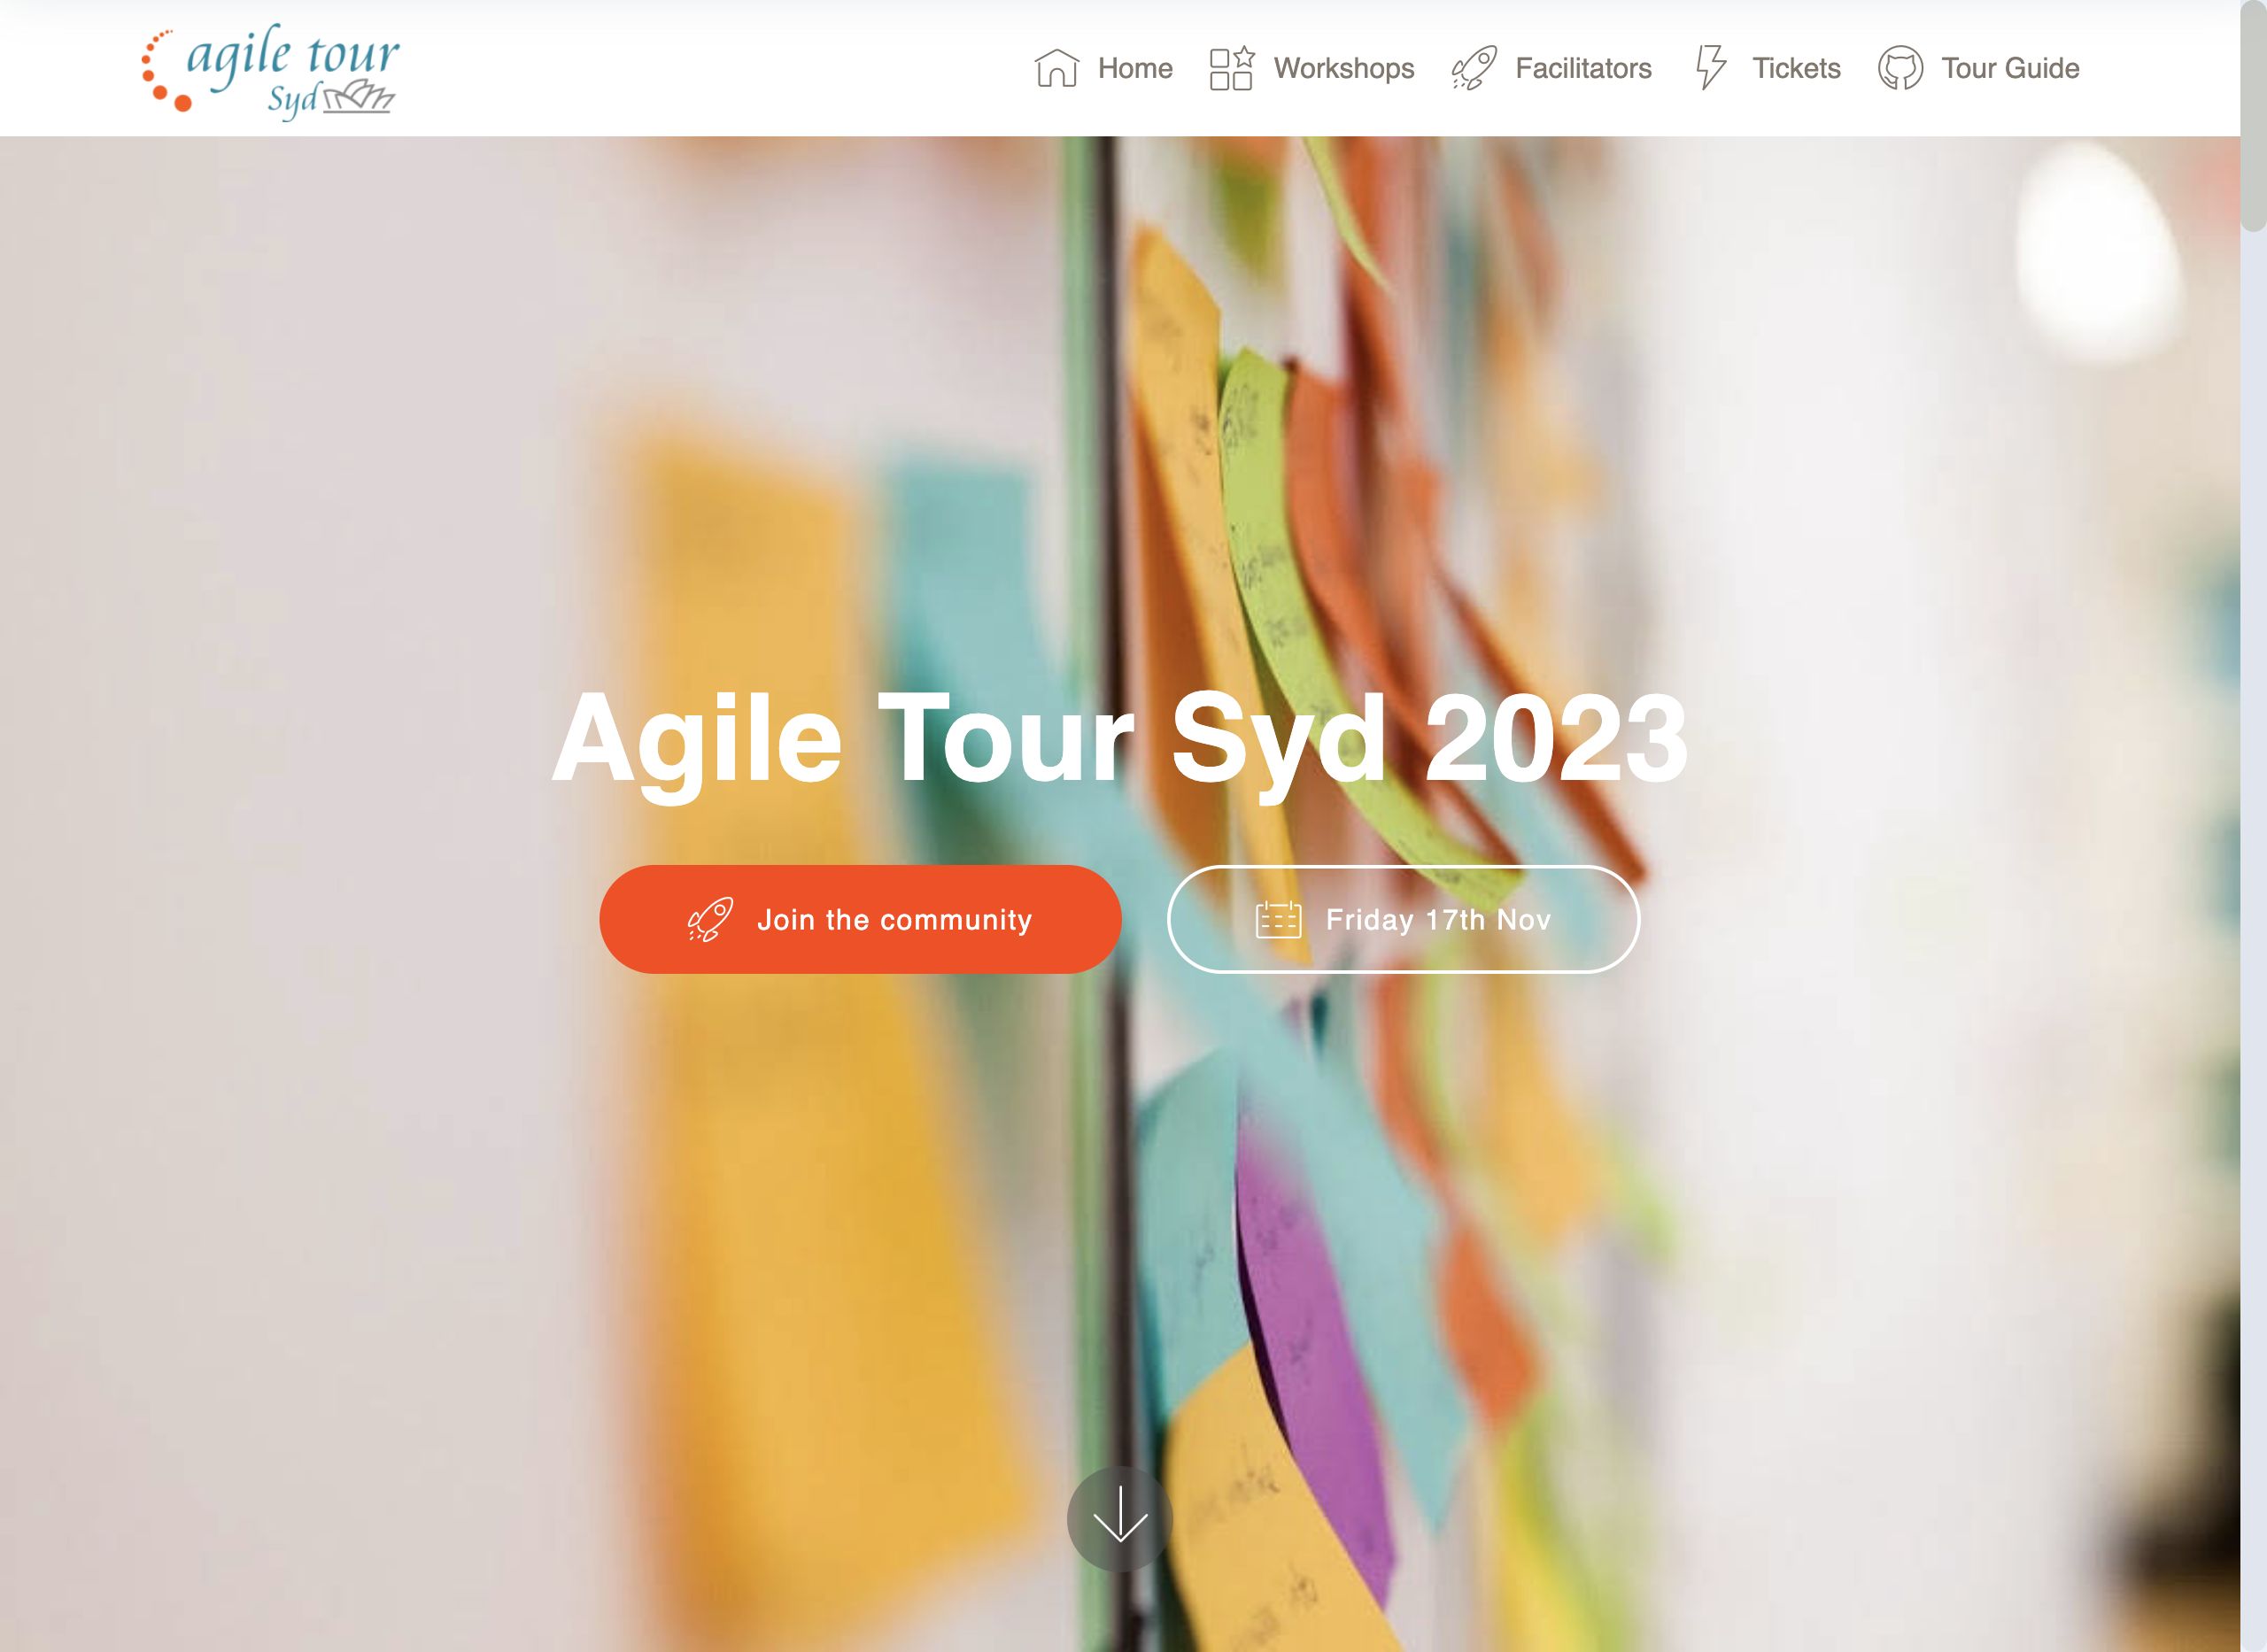 agile tour
Syd
Home
Workshops
Facilitators
Tickets
Tour Guide
Agile Tour Syd 2023
Join the community
Friday 17th Nov